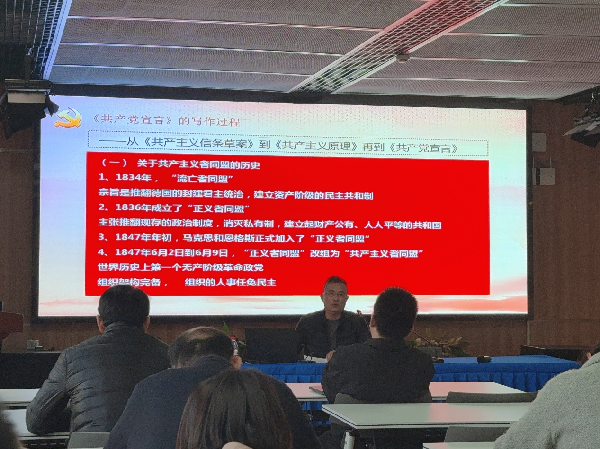 《共产党宣言》的写作过程
——从《共产主义信条草案》到《共产主义原理》再到《共产党宣言》
（一） 关于共产主义者同盟的历史
1、1834年， “流亡者同盟”
宗旨是推翻德国的封建君主统治，建立资产阶级的民主共和制
2、1836年成立了“正义者同盟”
主张推翻现存的政治制度，消灭私有制，建立起财产公有、人人平等的共和国
3、1847年年初，马克思和恩格斯正式加入了“正义者同盟”
4、1847年6月2日到6月9日，“正义者同盟”改组为“共产主义者同盟”
世界历史上第一个无产阶级革命政党
组织架构完备， 组织的人事任免民主